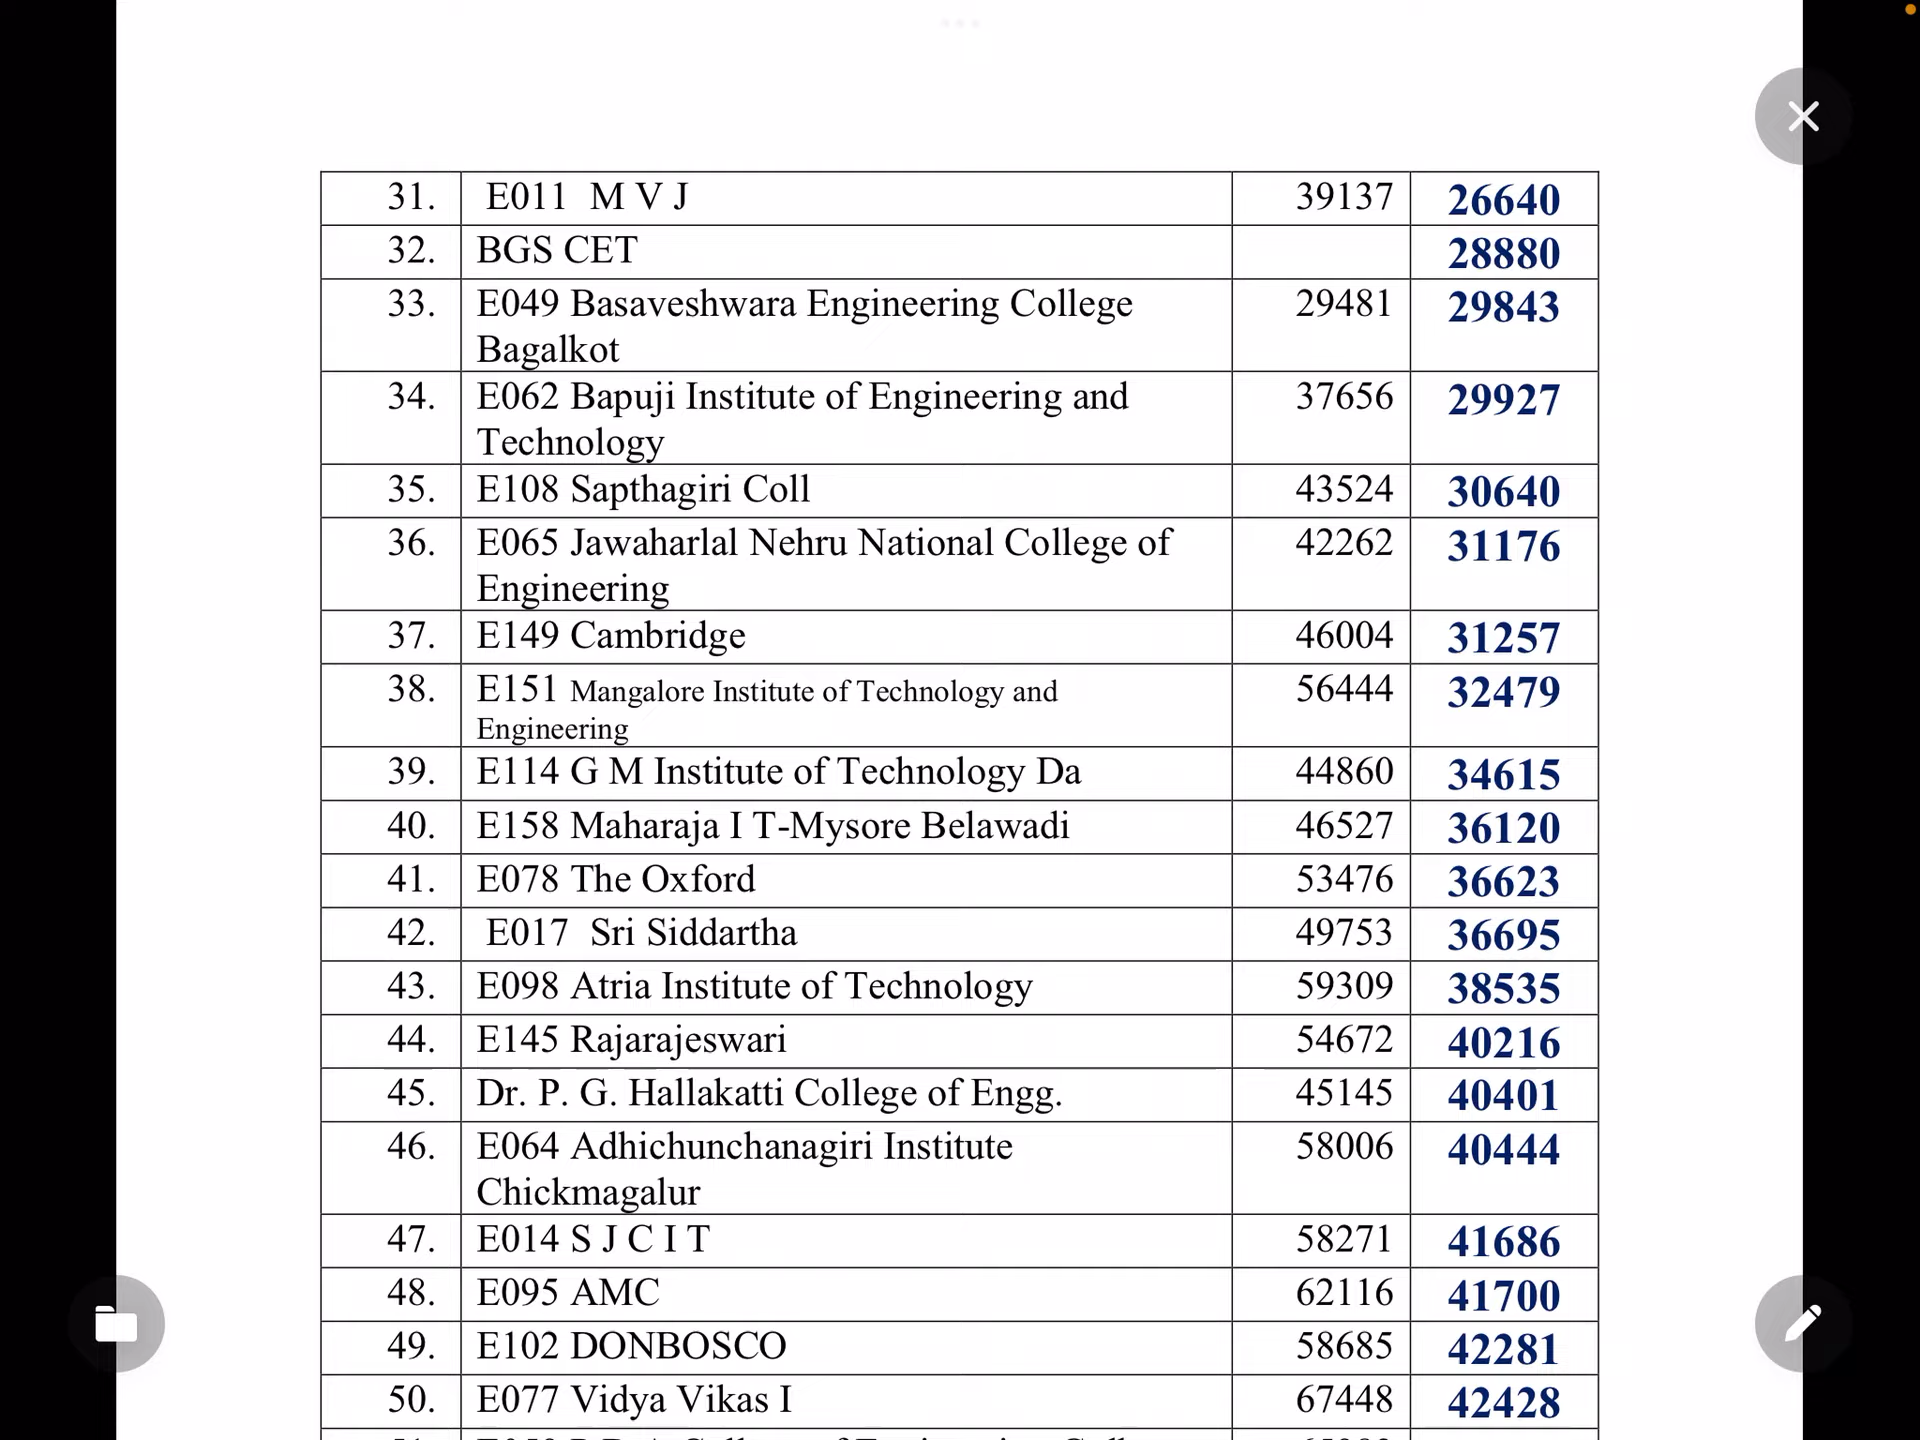 31. E011 M V J 39137 26640
32. BGS CET 28880
33. E049 Basaveshwara Engineering College 29481 29843
Bagalkot
34. E062 Bapuji Institute of Engineering and 37656 29927
Technology
35. E108 Sapthagiri Coll 43524 30640
36. E065 Jawaharlal Nehru National College of 42262 31176
Engineering
37. E149 Cambridge 46004 31257
38. E151 Mangalore Institute of Technology and 56444 32479
Engineering
39. E114 G M Institute of Technology Da 44860 34615
40. E158 Maharaja I T-Mysore Belawadi 46527 36120
41. E078 The Oxford 53476 36623
42. E017 Sri Siddartha 49753 36695
43. E098 Atria Institute of Technology 59309 38535
44. E145 Rajarajeswari 54672 40216
45. Dr. P. G. Hallakatti College of Engg. 45145 40401
46. E064 Adhichunchanagiri Institute 58006 40444
Chickmagalur
47. E014 S J C I T 58271 41686
48. E095 AMC 62116 41700
49. E102 DONBOSCO 58685 42281
50. E077 Vidya Vikas I 67448 42428